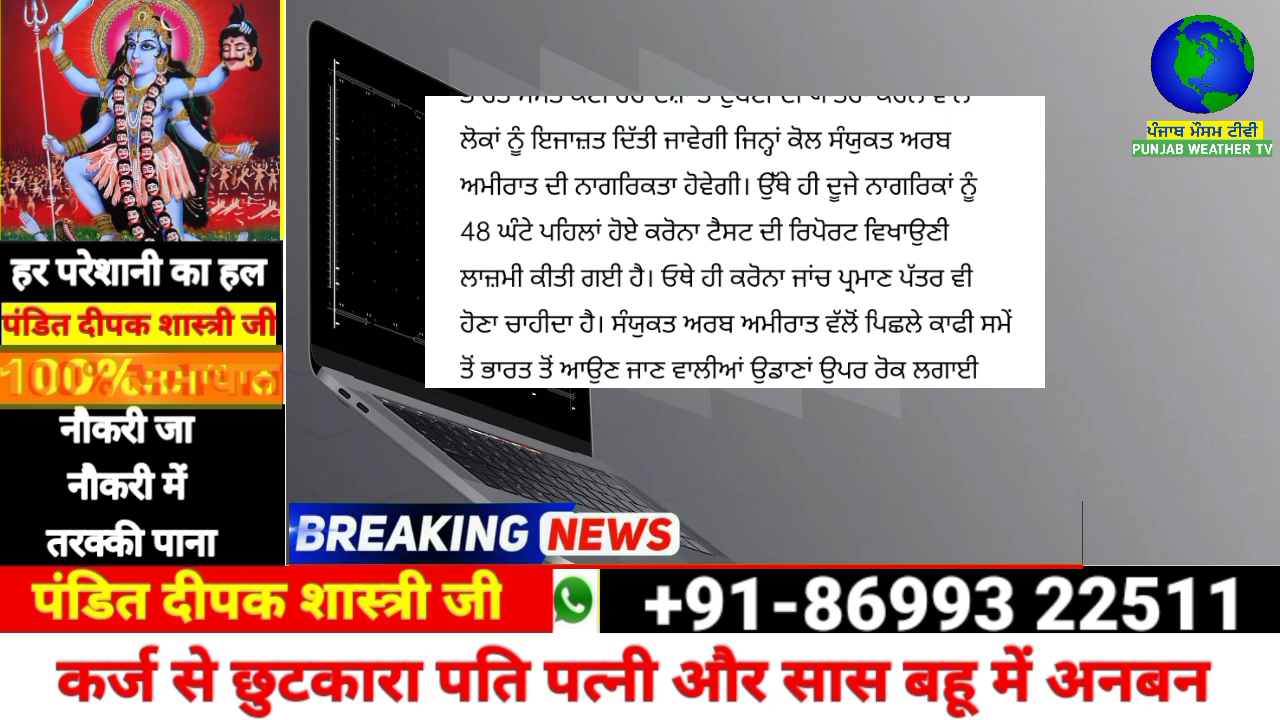 ਪੰਜਾਬ ਮੌਸਮ ਟੀਵੀ
PUNJAB WEATHER TV
ਲੋਕਾਂ ਨੂੰ ਇਜਾਜ਼ਤ ਦਿੱਤੀ ਜਾਵੇਗੀ ਜਿਨ੍ਹਾਂ ਕੋਲ ਸੰਯੁਕਤ ਅਰਬ
ਅਮੀਰਾਤ ਦੀ ਨਾਗਰਿਕਤਾ ਹੋਵੇਗੀ। ਉੱਥੇ ਹੀ ਦੂਜੇ ਨਾਗਰਿਕਾਂ ਨੂੰ
48 ਘੰਟੇ ਪਹਿਲਾਂ ਹੋਏ ਕਰੋਨਾ ਟੈਸਟ ਦੀ ਰਿਪੋਰਟ ਵਿਖਾਉਣੀ
ਲਾਜ਼ਮੀ ਕੀਤੀ ਗਈ ਹੈ। ਓਥੇ ਹੀ ਕਰੋਨਾ ਜਾਂਚ ਪ੍ਰਮਾਣ ਪੱਤਰ ਵੀ
ਹੋਣਾ ਚਾਹੀਦਾ ਹੈ। ਸੰਯੁਕਤ ਅਰਬ ਅਮੀਰਾਤ ਵੱਲੋਂ ਪਿਛਲੇ ਕਾਫੀ ਸਮੇਂ
ਤੋਂ ਭਾਰਤ ਤੋਂ ਆਉਣ ਜਾਣ ਵਾਲੀਆਂ ਉਡਾਣਾਂ ਉਪਰ ਰੋਕ ਲਗਾਈ
हर परेशानी का हल
पंडित दीपक शास्त्री जी
100%
नौकरी जा
नौकरी में
तरक्की पाना
BREAKING NEWS
पंडित दीपक शास्त्री जी +91-86993 22511
कर्ज से छुटकारा पति पत्नी और सास बहू में अनबन